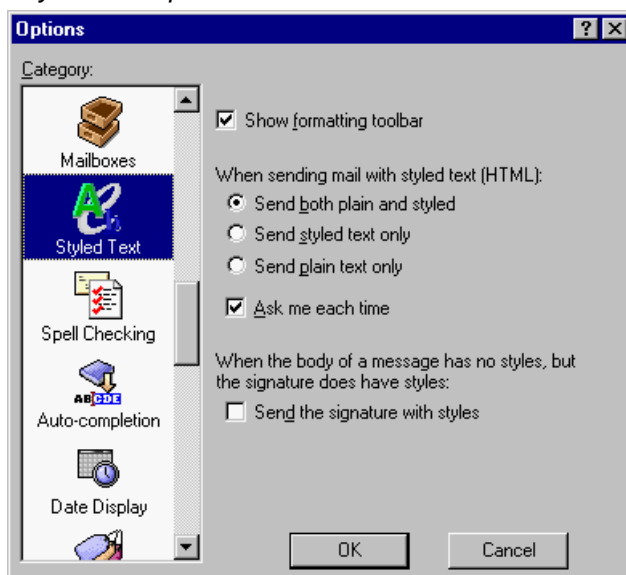 Options
Category:
Mailboxes
Styled Text
Spell Checking
ABCDE
Auto-completion
Date Display
Show formatting toolbar
When sending mail with styled text (HTML):
Send both plain and styled
Send styled text only
Send plain text only
Ask me each time
When the body of a message has no styles, but
the signature does have styles:
Send the signature with styles
OK
Cancel